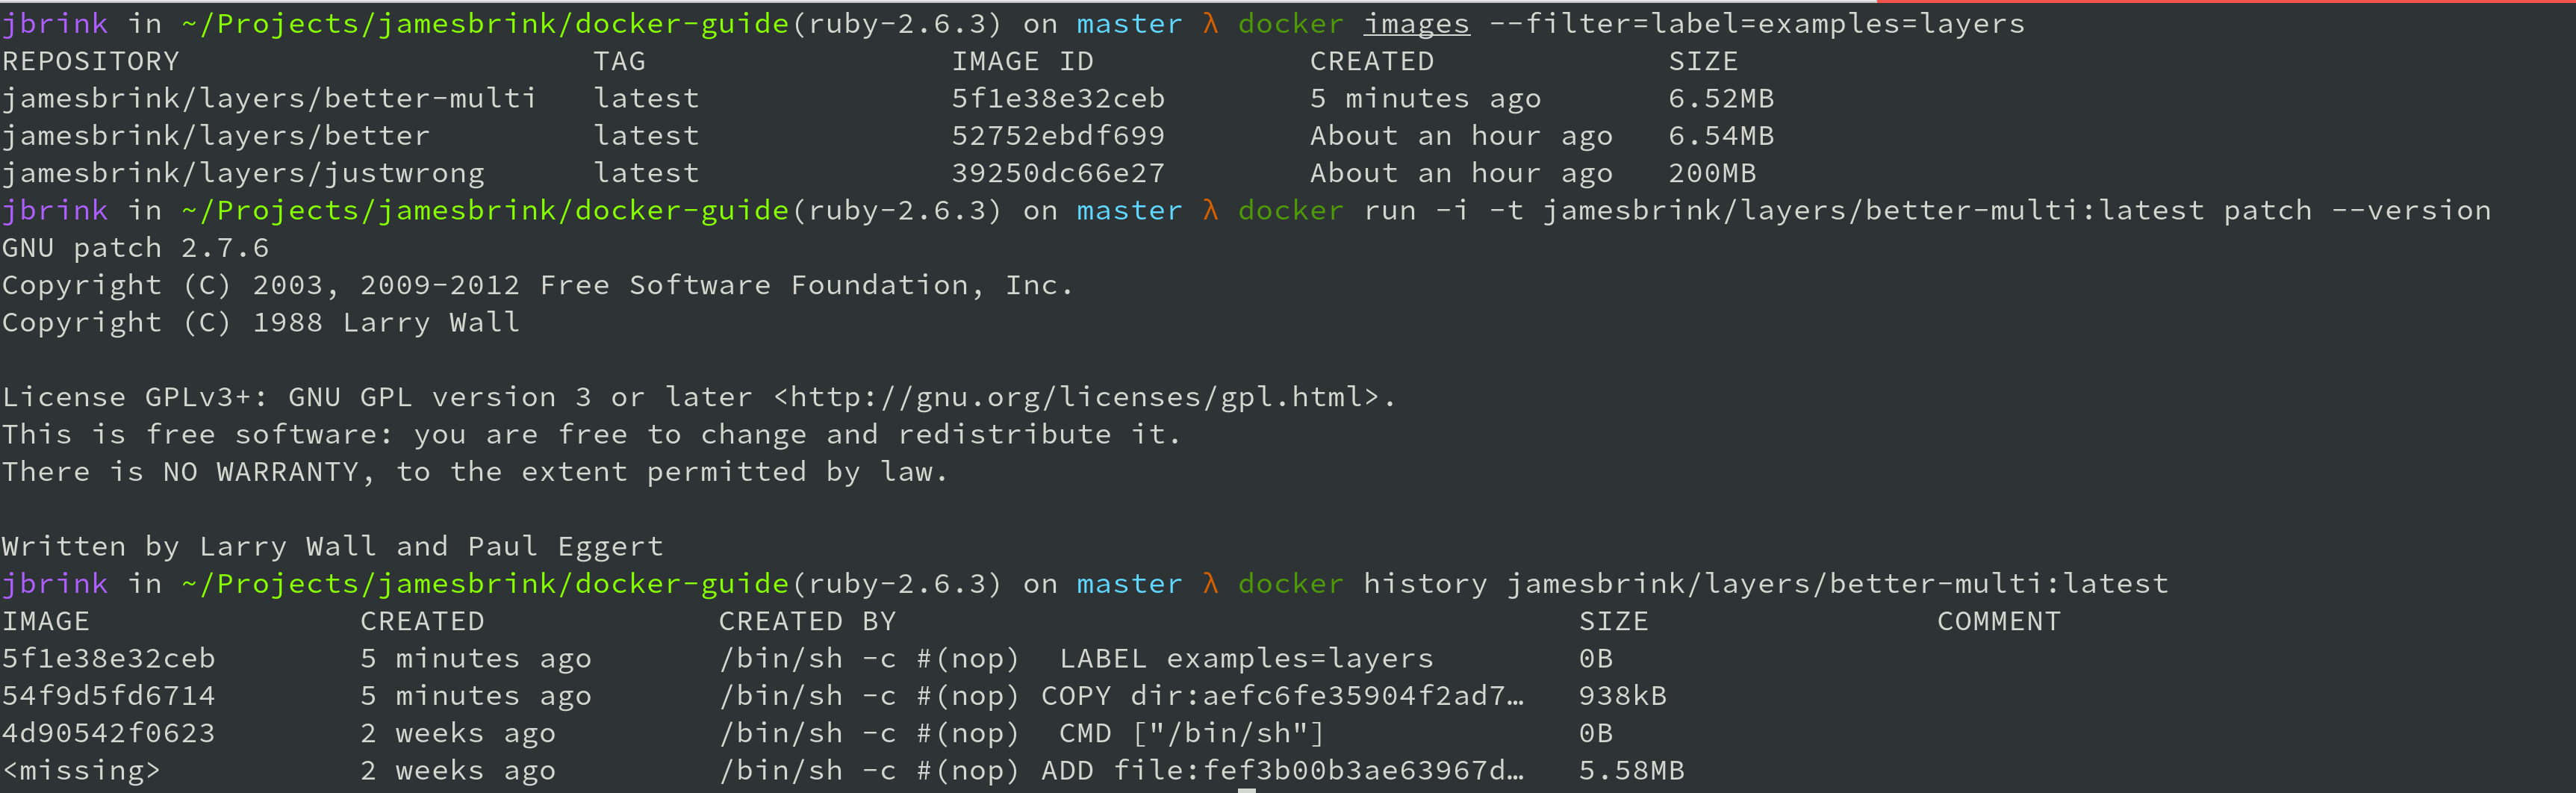 jbrink in ~/Projects/jamesbrink/docker-guide(ruby-2.6.3) on master λ docker images --filter=label=examples=layers
REPOSITORY TAG IMAGE ID CREATED SIZE
jamesbrink/layers/better-multi latest 5f1e38e32ceb 5 minutes ago 6.52MB
jamesbrink/layers/better latest 52752ebdf699 About an hour ago 6.54MB
jamesbrink/layers/justwrong latest 39250dc66e27 About an hour ago 200MB
jbrink in ~/Projects/jamesbrink/docker-guide(ruby-2.6.3) on master λ docker run -i -t jamesbrink/layers/better-multi:latest patch --version
GNU patch 2.7.6
Copyright (C) 2003, 2009-2012 Free Software Foundation, Inc.
Copyright (C) 1988 Larry Wall
License GPLv3+: GNU GPL version 3 or later <http://gnu.org/licenses/gpl.html>.
This is free software: you are free to change and redistribute it.
There is NO WARRANTY, to the extent permitted by law.
Written by Larry Wall and Paul Eggert
jbrink in ~/Projects/jamesbrink/docker-guide(ruby-2.6.3) on master λ docker history jamesbrink/layers/better-multi:latest
IMAGE CREATED CREATED BY SIZE COMMENT
5f1e38e32ceb 5 minutes ago /bin/sh -c #(nop)  LABEL examples=layers 0B
54f9d5fd6714 5 minutes ago /bin/sh -c #(nop) COPY dir:aefc6fe35904f2ad7… 938kB
4d90542f0623 2 weeks ago /bin/sh -c #(nop)  CMD ["/bin/sh"] 0B
<missing> 2 weeks ago /bin/sh -c #(nop) ADD file:fef3b00b3ae63967d… 5.58MB